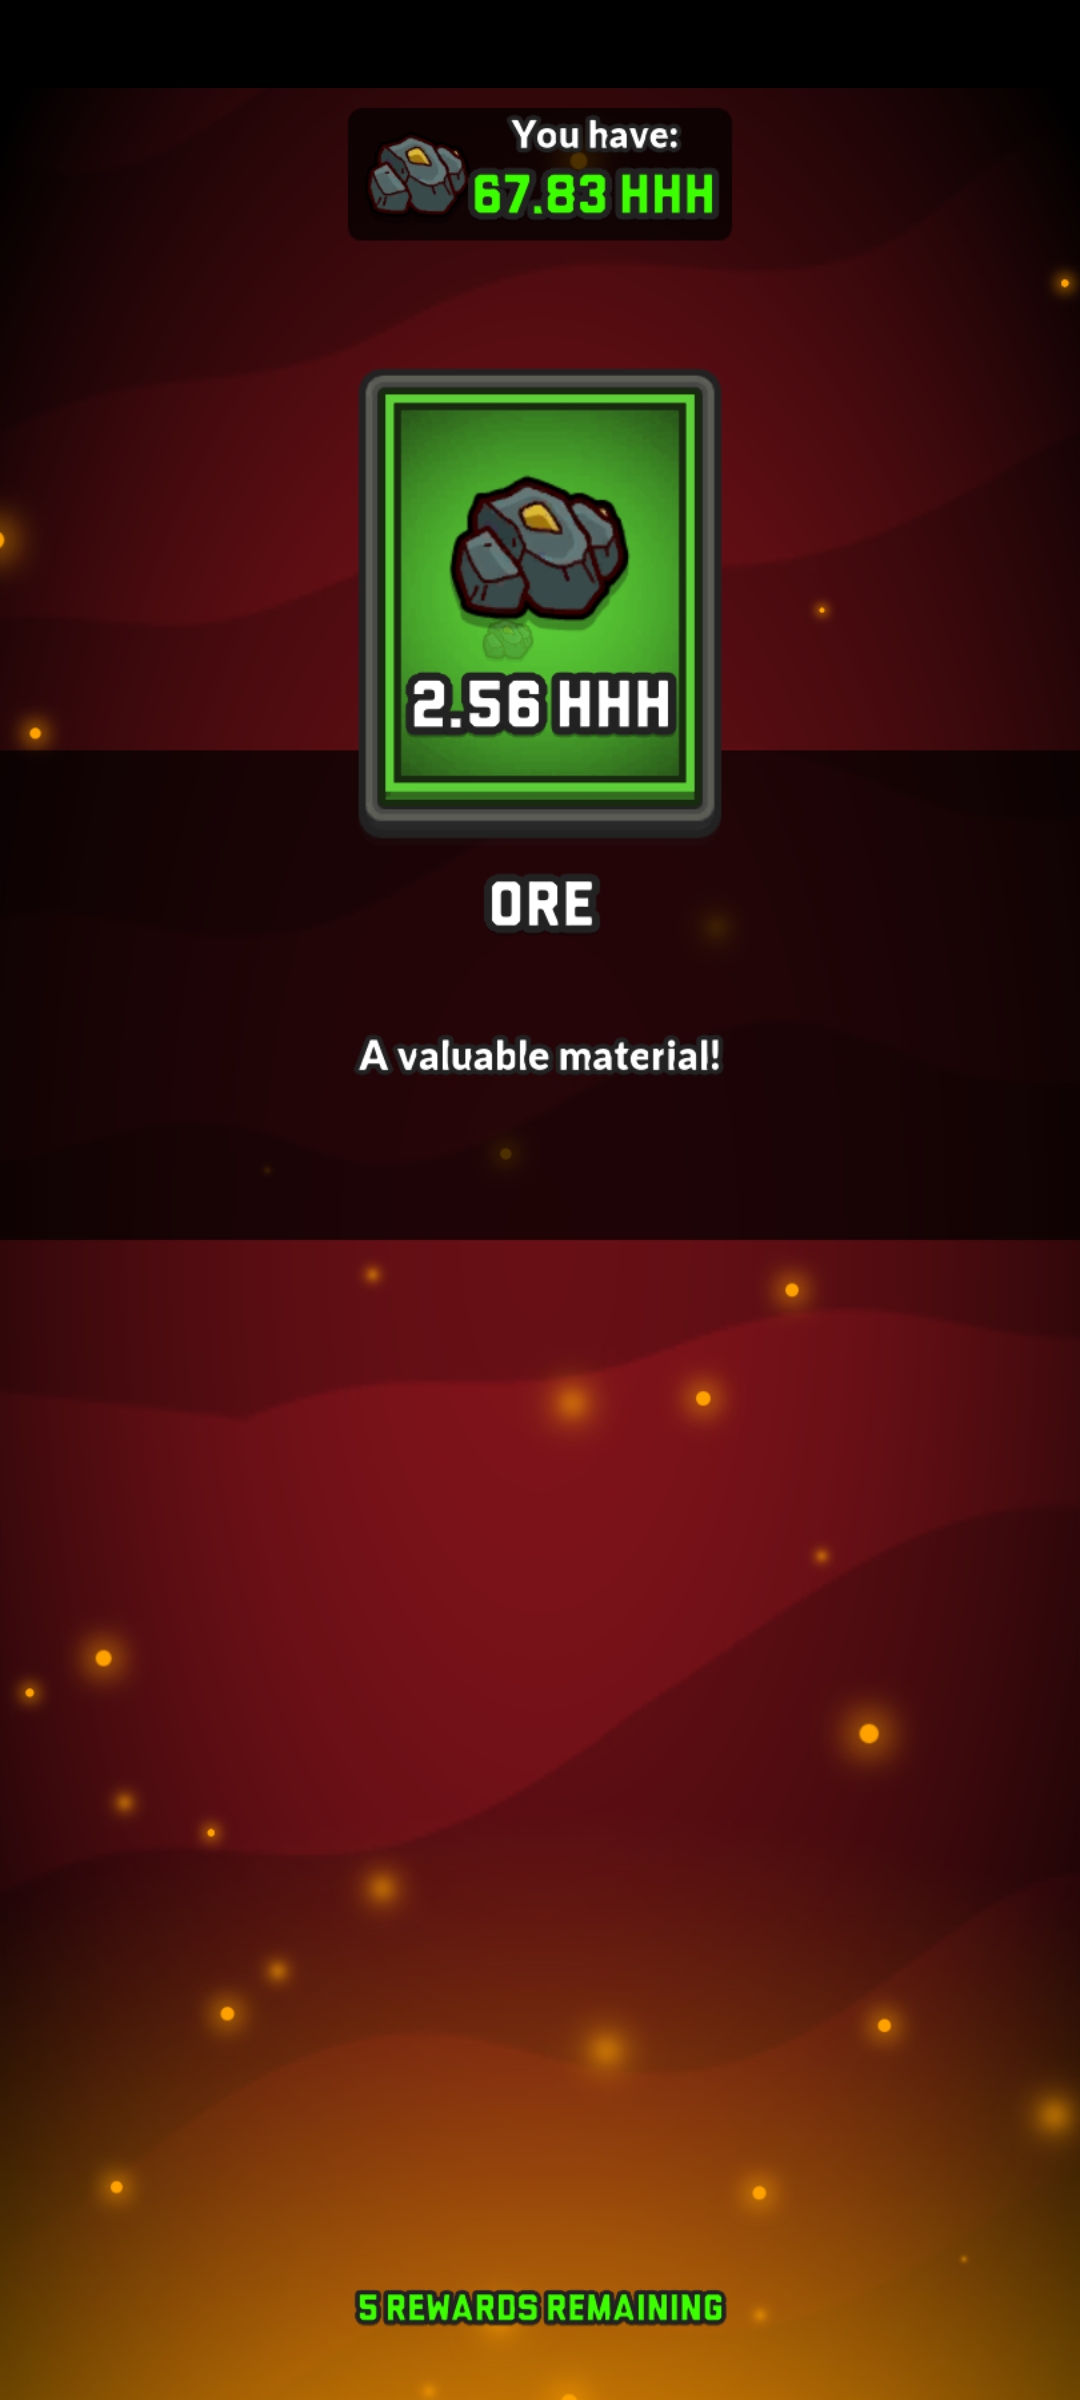 You have:
67.83 HHH
2.56 HHH
ORE
A valuable material!
5 REWARDS REMAINING